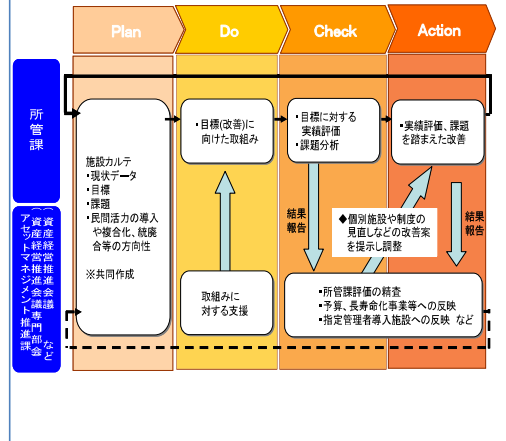 Plan
Do
Check
Action
所管課
アセットマネジメント推進課
(資産経営推進会議専門部会
(資産経営推進会議 など
施設カルテ
・現状データ
・目標
・課題
・民間活力の導入
や複合化、統廃
合等の方向性
※共同作成
・目標(改善)に
向けた取組み
・目標に対する
実績評価
・課題分析
・実績評価、課題
を踏まえた改善
結果
報告
◆個別施設や制度の
見直しなどの改善案
を提示し調整
結果
報告
取組みに
対する支援
・所管課評価の精査
・予算、長寿命化事業等への反映
・指定管理者導入施設への反映 など